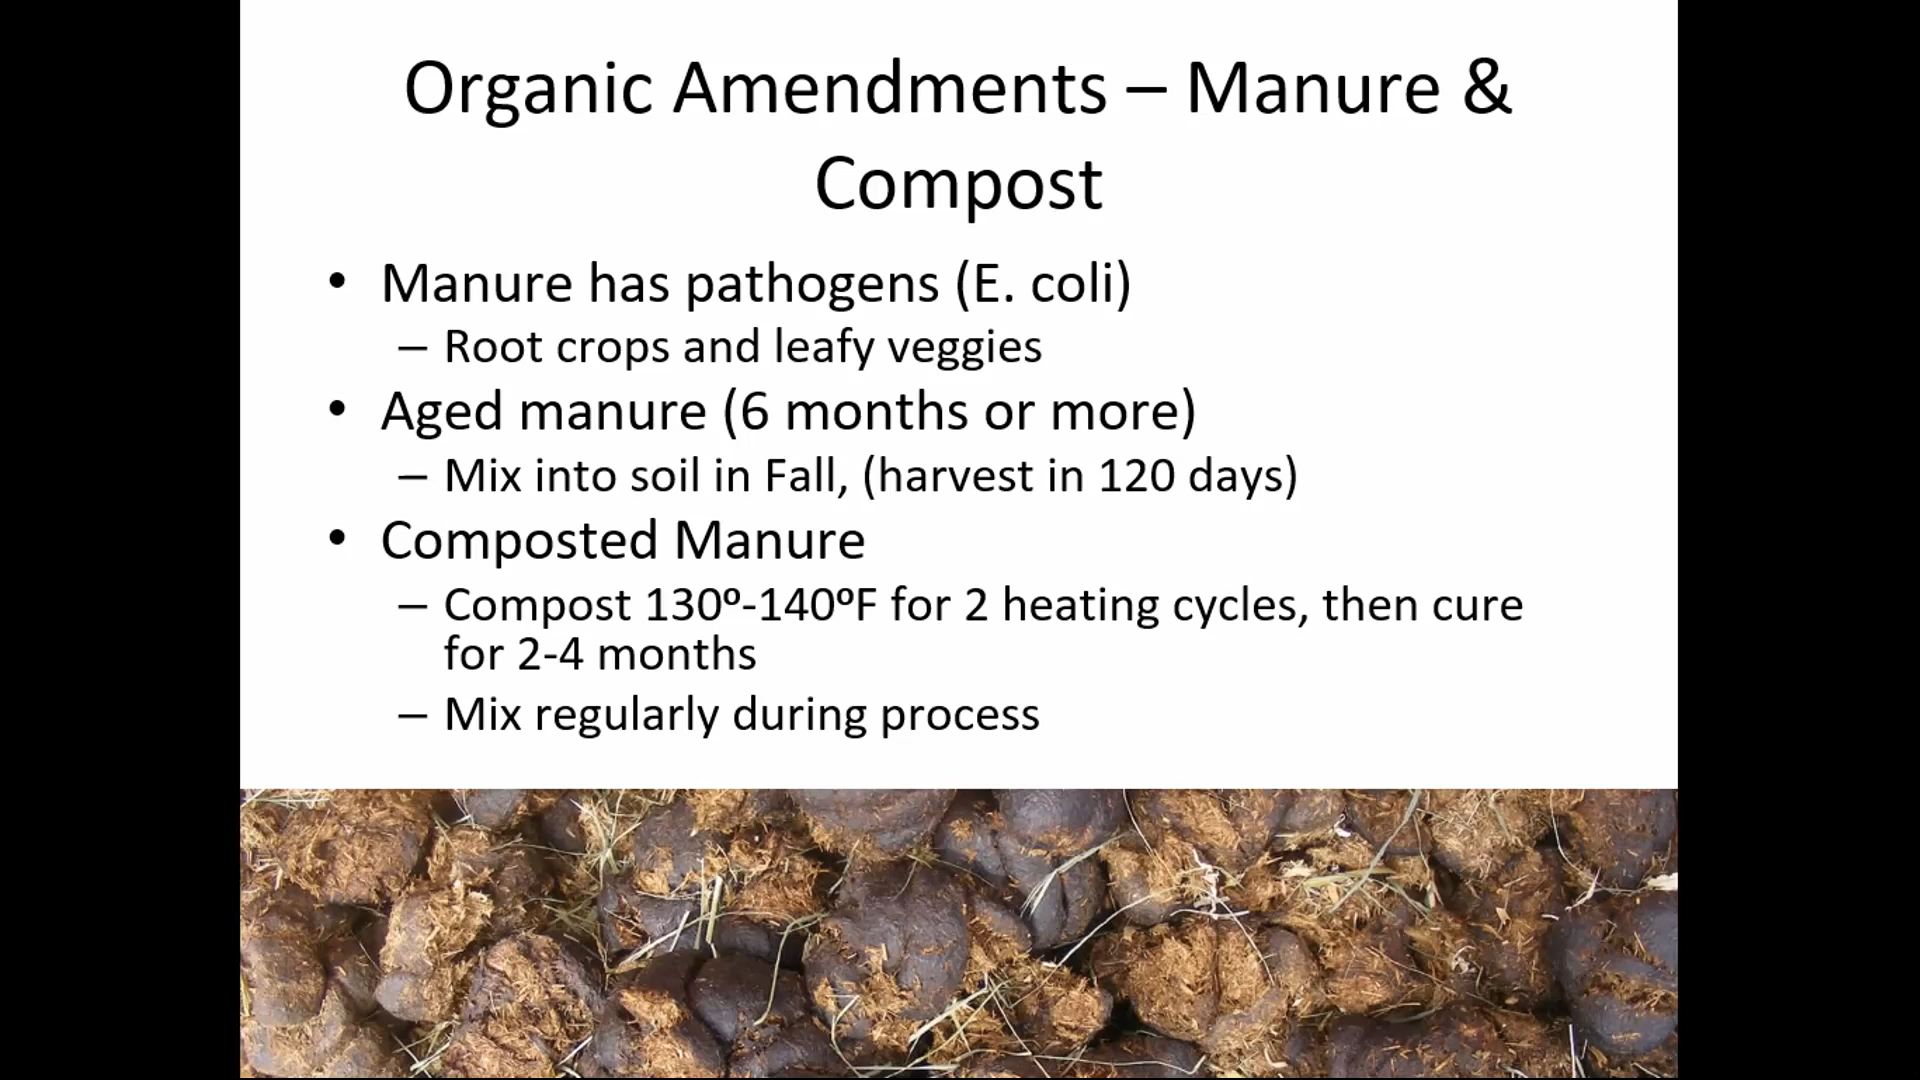 Organic Amendments – Manure &
Compost
• Manure has pathogens (E. coli)
– Root crops and leafy veggies
• Aged manure (6 months or more)
– Mix into soil in Fall, (harvest in 120 days)
• Composted Manure
– Compost 130º-140ºF for 2 heating cycles, then cure
for 2-4 months
– Mix regularly during process